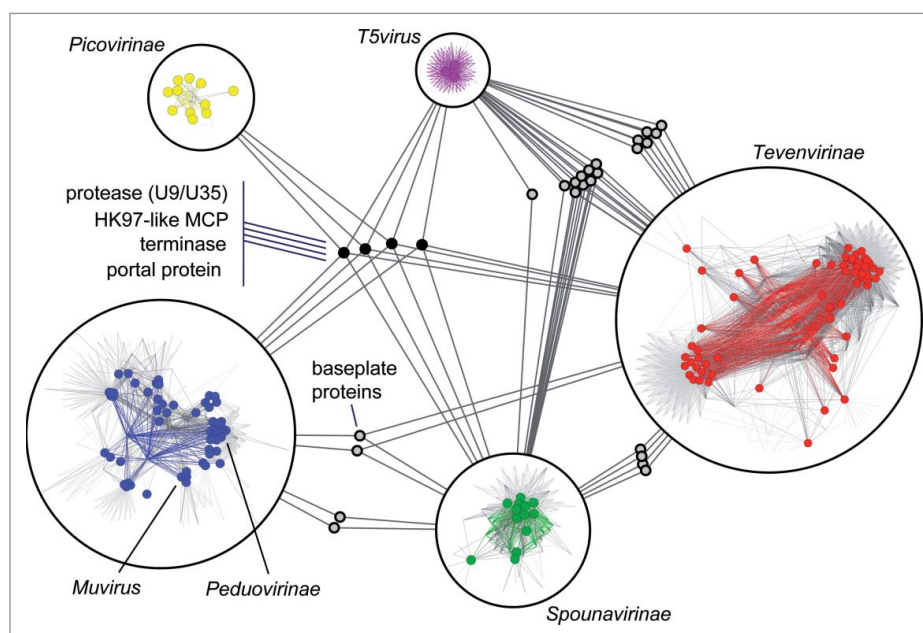 Picovirinae
T5virus
Tevenvirinae
protease (U9/U35)
HK97-like MCP
terminase
portal protein
baseplate
proteins
Muvirus
Peduovirinae
Spounavirinae